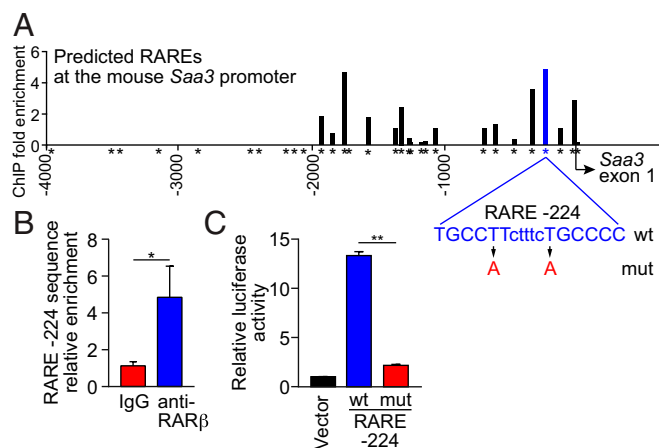 A
Predicted RAREs
at the mouse Saa3 promoter
ChIP fold enrichment
6
4
2
0
* * * * * * * * * * * * * * * * * * * * * * * * * * * * * * * *
-4000
-3000
-2000
-1000
Saa3
exon 1
RARE -224
TGCCTTctttcTGCCCC wt
A A mut
B
RARE -224 sequence
relative enrichment
8
6
4
2
0
*
IgG
anti-
RARβ
C
Relative luciferase
activity
15
10
5
0
**
Vector
wt mut
RARE
-224